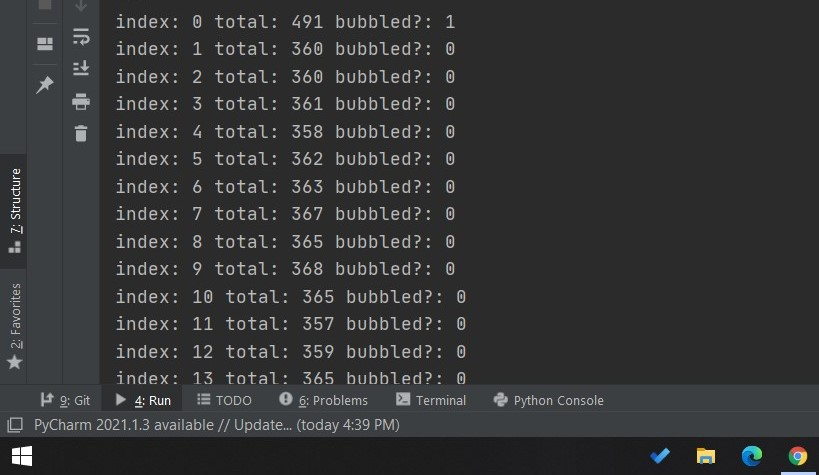 index: 0 total: 491 bubbled?: 1
index: 1 total: 360 bubbled?: 0
index: 2 total: 360 bubbled?: 0
index: 3 total: 361 bubbled?: 0
index: 4 total: 358 bubbled?: 0
index: 5 total: 362 bubbled?: 0
index: 6 total: 363 bubbled?: 0
index: 7 total: 367 bubbled?: 0
index: 8 total: 365 bubbled?: 0
index: 9 total: 368 bubbled?: 0
index: 10 total: 365 bubbled?: 0
index: 11 total: 357 bubbled?: 0
index: 12 total: 359 bubbled?: 0
index: 13 total: 365 bubbled?: 0
7: Structure
2: Favorites
9: Git 4: Run TODO 6: Problems Terminal Python Console
PyCharm 2021.1.3 available // Update... (today 4:39 PM)